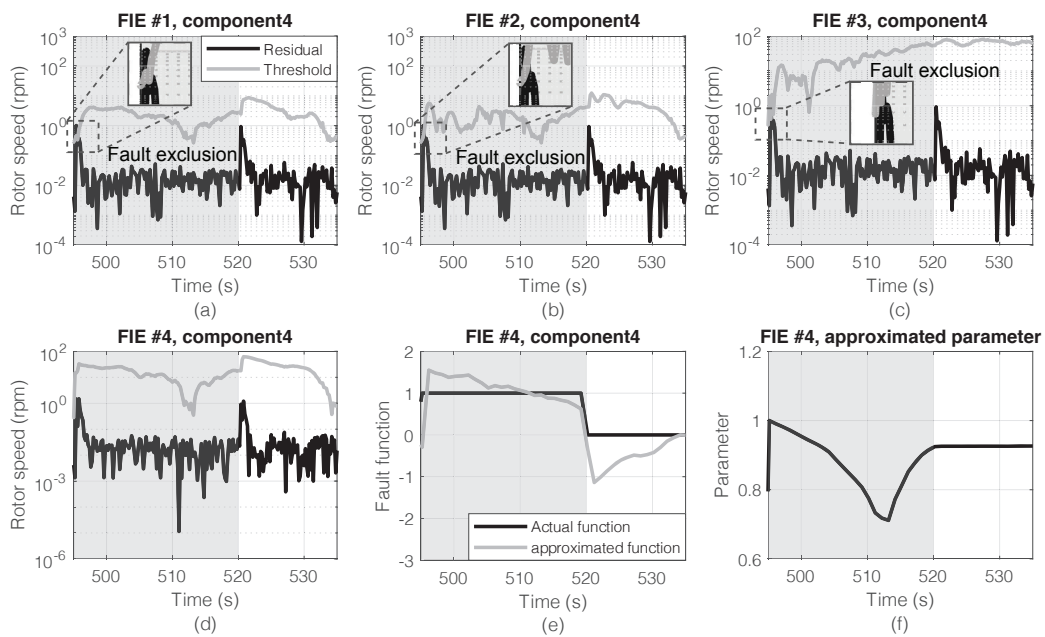 FIE #1, component4
10^3
10^2
10^0
10^-2
10^-4
Rotor speed (rpm)
Residual
Threshold
Fault exclusion
500
510
520
530
Time (s)
(a)
FIE #2, component4
10^3
10^2
10^0
10^-2
10^-4
Rotor speed (rpm)
Fault exclusion
500
510
520
530
Time (s)
(b)
FIE #3, component4
10^2
10^0
10^-2
10^-4
Rotor speed (rpm)
Fault exclusion
500
510
520
530
Time (s)
(c)
FIE #4, component4
10^2
10^0
10^-3
10^-6
Rotor speed (rpm)
500
510
520
530
Time (s)
(d)
FIE #4, component4
2
1
0
-1
-2
-3
Fault function
Actual function
approximated function
500
510
520
530
Time (s)
(e)
FIE #4, approximated parameter
1.2
1
0.8
0.6
Parameter
500
510
520
530
Time (s)
(f)